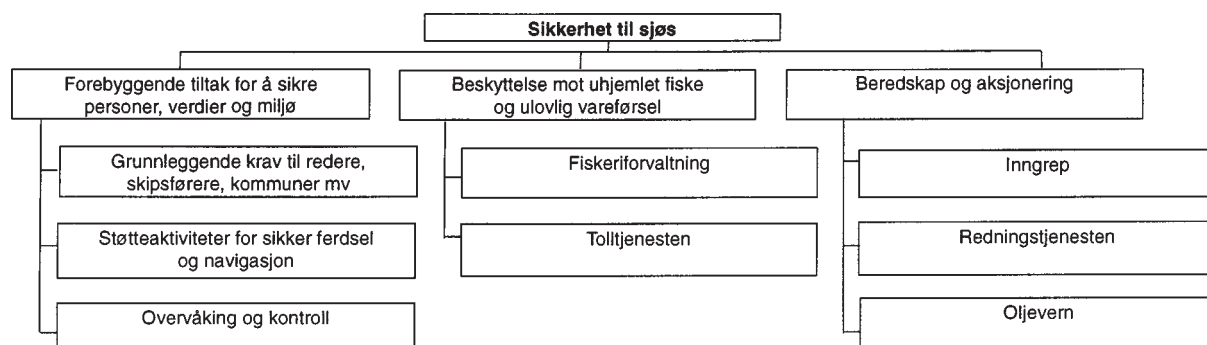 Sikkerhet til sjøs
Forebyggende tiltak for å sikre
personer, verdier og miljø
Grunnleggende krav til redere,
skipsførere, kommuner mv
Støtteaktiviteter for sikker ferdsel
og navigasjon
Overvåking og kontroll
Beskyttelse mot uhjemlet fiske
og ulovlig vareførsel
Fiskeriforvaltning
Tolltjenesten
Beredskap og aksjonering
Inngrep
Redningstjenesten
Oljevern